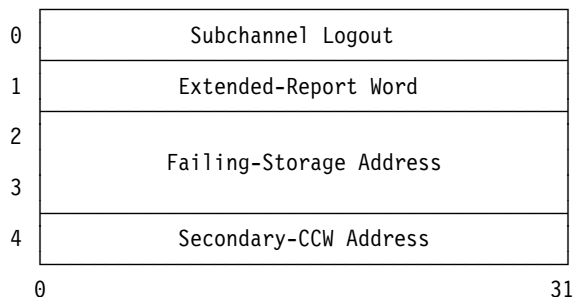 0 Subchannel Logout
1 Extended-Report Word
2
Failing-Storage Address
3
4 Secondary-CCW Address
0 31